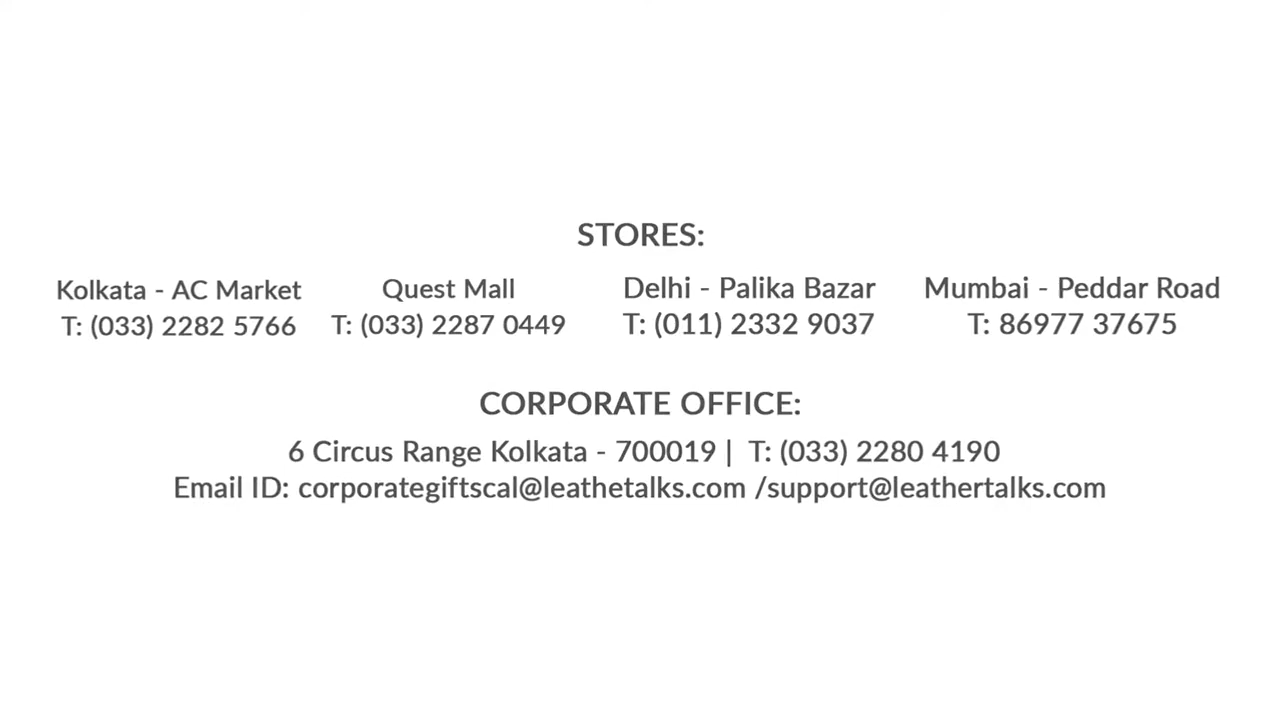 STORES:
Kolkata - AC Market Quest Mall Delhi - Palika Bazar Mumbai - Peddar Road
T: (033) 2282 5766 T: (033) 2287 0449 T: (011) 2332 9037 T: 86977 37675
CORPORATE OFFICE:
6 Circus Range Kolkata - 700019 | T: (033) 2280 4190
Email ID: corporategiftscal@leathetalks.com /support@leathertalks.com